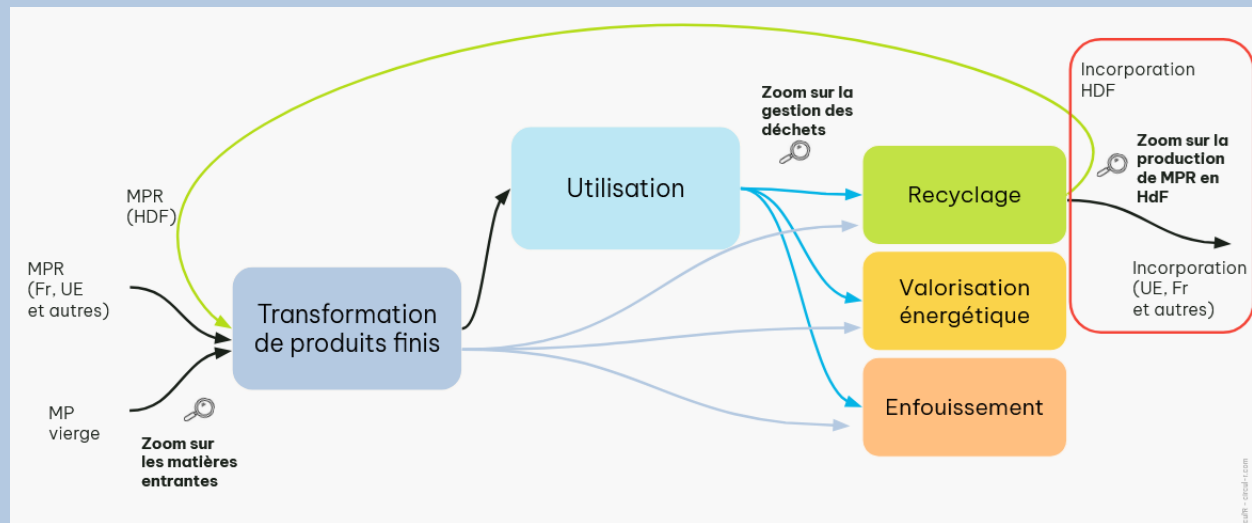 MPR
(HDF)
MPR
(Fr, UE
et autres)
MP
vierge
Zoom sur
les matières
entrantes
Transformation
de produits finis
Utilisation
Zoom sur la
gestion des
déchets
Recyclage
Valorisation
énergétique
Enfouissement
Incorporation
HDF
Zoom sur la
production
de MPR en
HdF
Incorporation
(UE, Fr
et autres)
circul-r.com